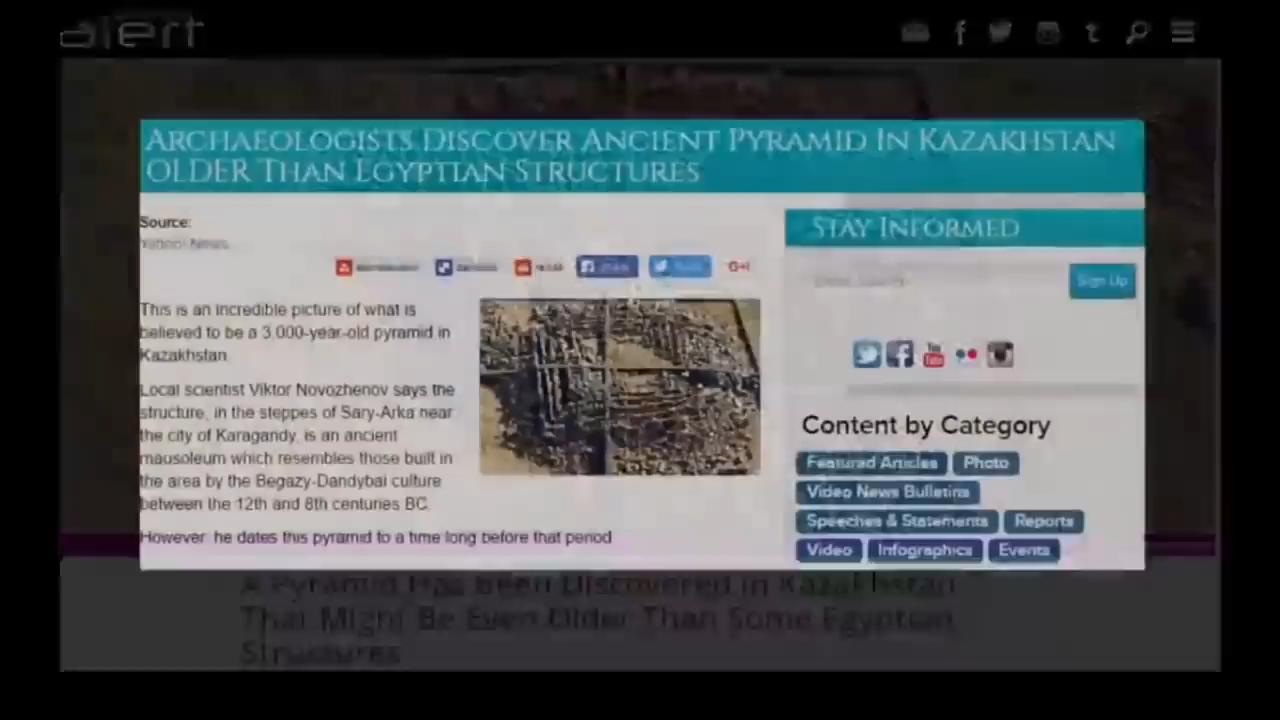 alert
ARCHAEOLOGISTS DISCOVER ANCIENT PYRAMID IN KAZAKHSTAN
OLDER THAN EGYPTIAN STRUCTURES
Source:
Yahoo! News
Share
G+1
This is an incredible picture of what is
believed to be a 3,000-year-old pyramid in
Kazakhstan.
Local scientist Viktor Novozhenov says the
structure, in the steppes of Sary-Arka near
the city of Karagandy, is an ancient
mausoleum which resembles those built in
the area by the Begazy-Dandybai culture
between the 12th and 8th centuries BC.
However, he dates this pyramid to a time long before that period
STAY INFORMED
Sign Up
Content by Category
Featured Articles Photo
Video News Bulletins
Speeches & Statements Reports
Video Infographics Events
A Pyramid Has Been Discovered in Kazakhstan
That Might Be Even Older Than Some Egyptian
Structures